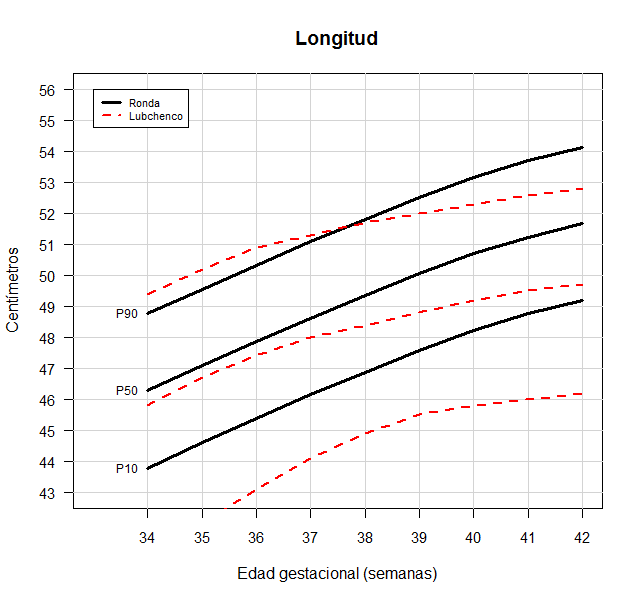 Longitud
Ronda
Lubchenco
56
55
54
53
52
51
50
49
48
47
46
45
44
43
Centímetros
P90
P50
P10
34 35 36 37 38 39 40 41 42
Edad gestacional (semanas)